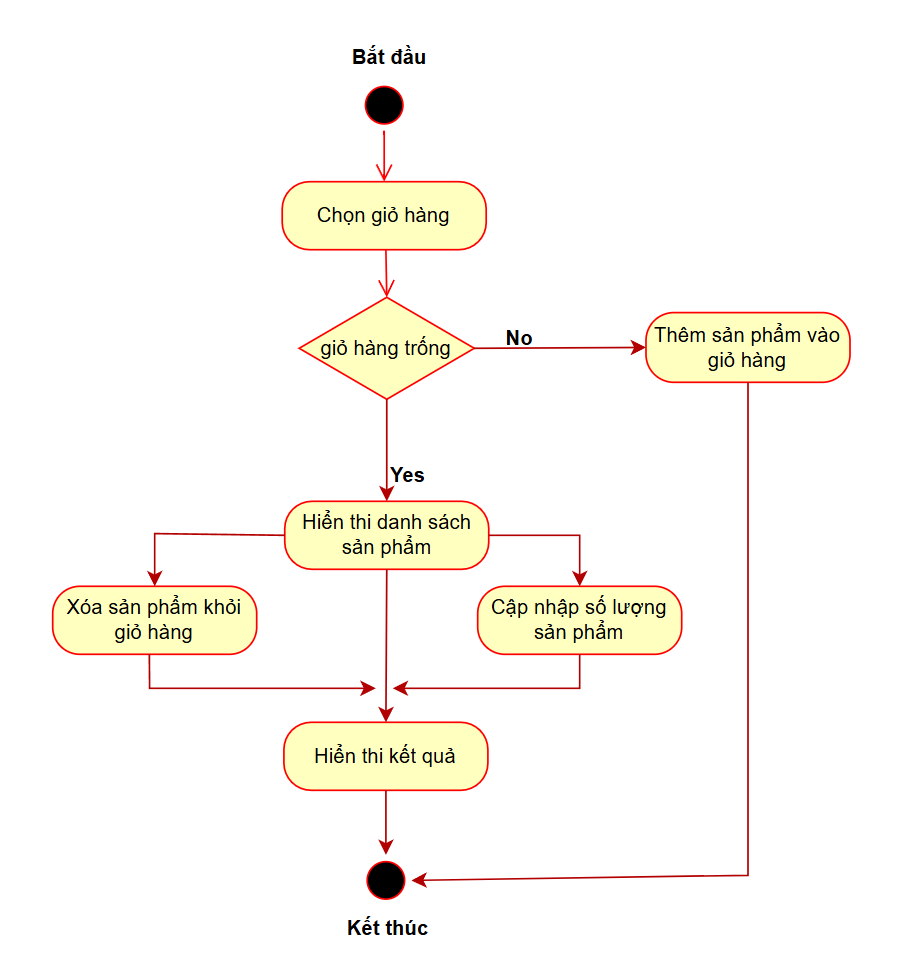 Bắt đầu
Chọn giỏ hàng
giỏ hàng trống
No
Thêm sản phẩm vào
giỏ hàng
Yes
Hiển thi danh sách
sản phẩm
Xóa sản phẩm khỏi
giỏ hàng
Cập nhập số lượng
sản phẩm
Hiển thi kết quả
Kết thúc